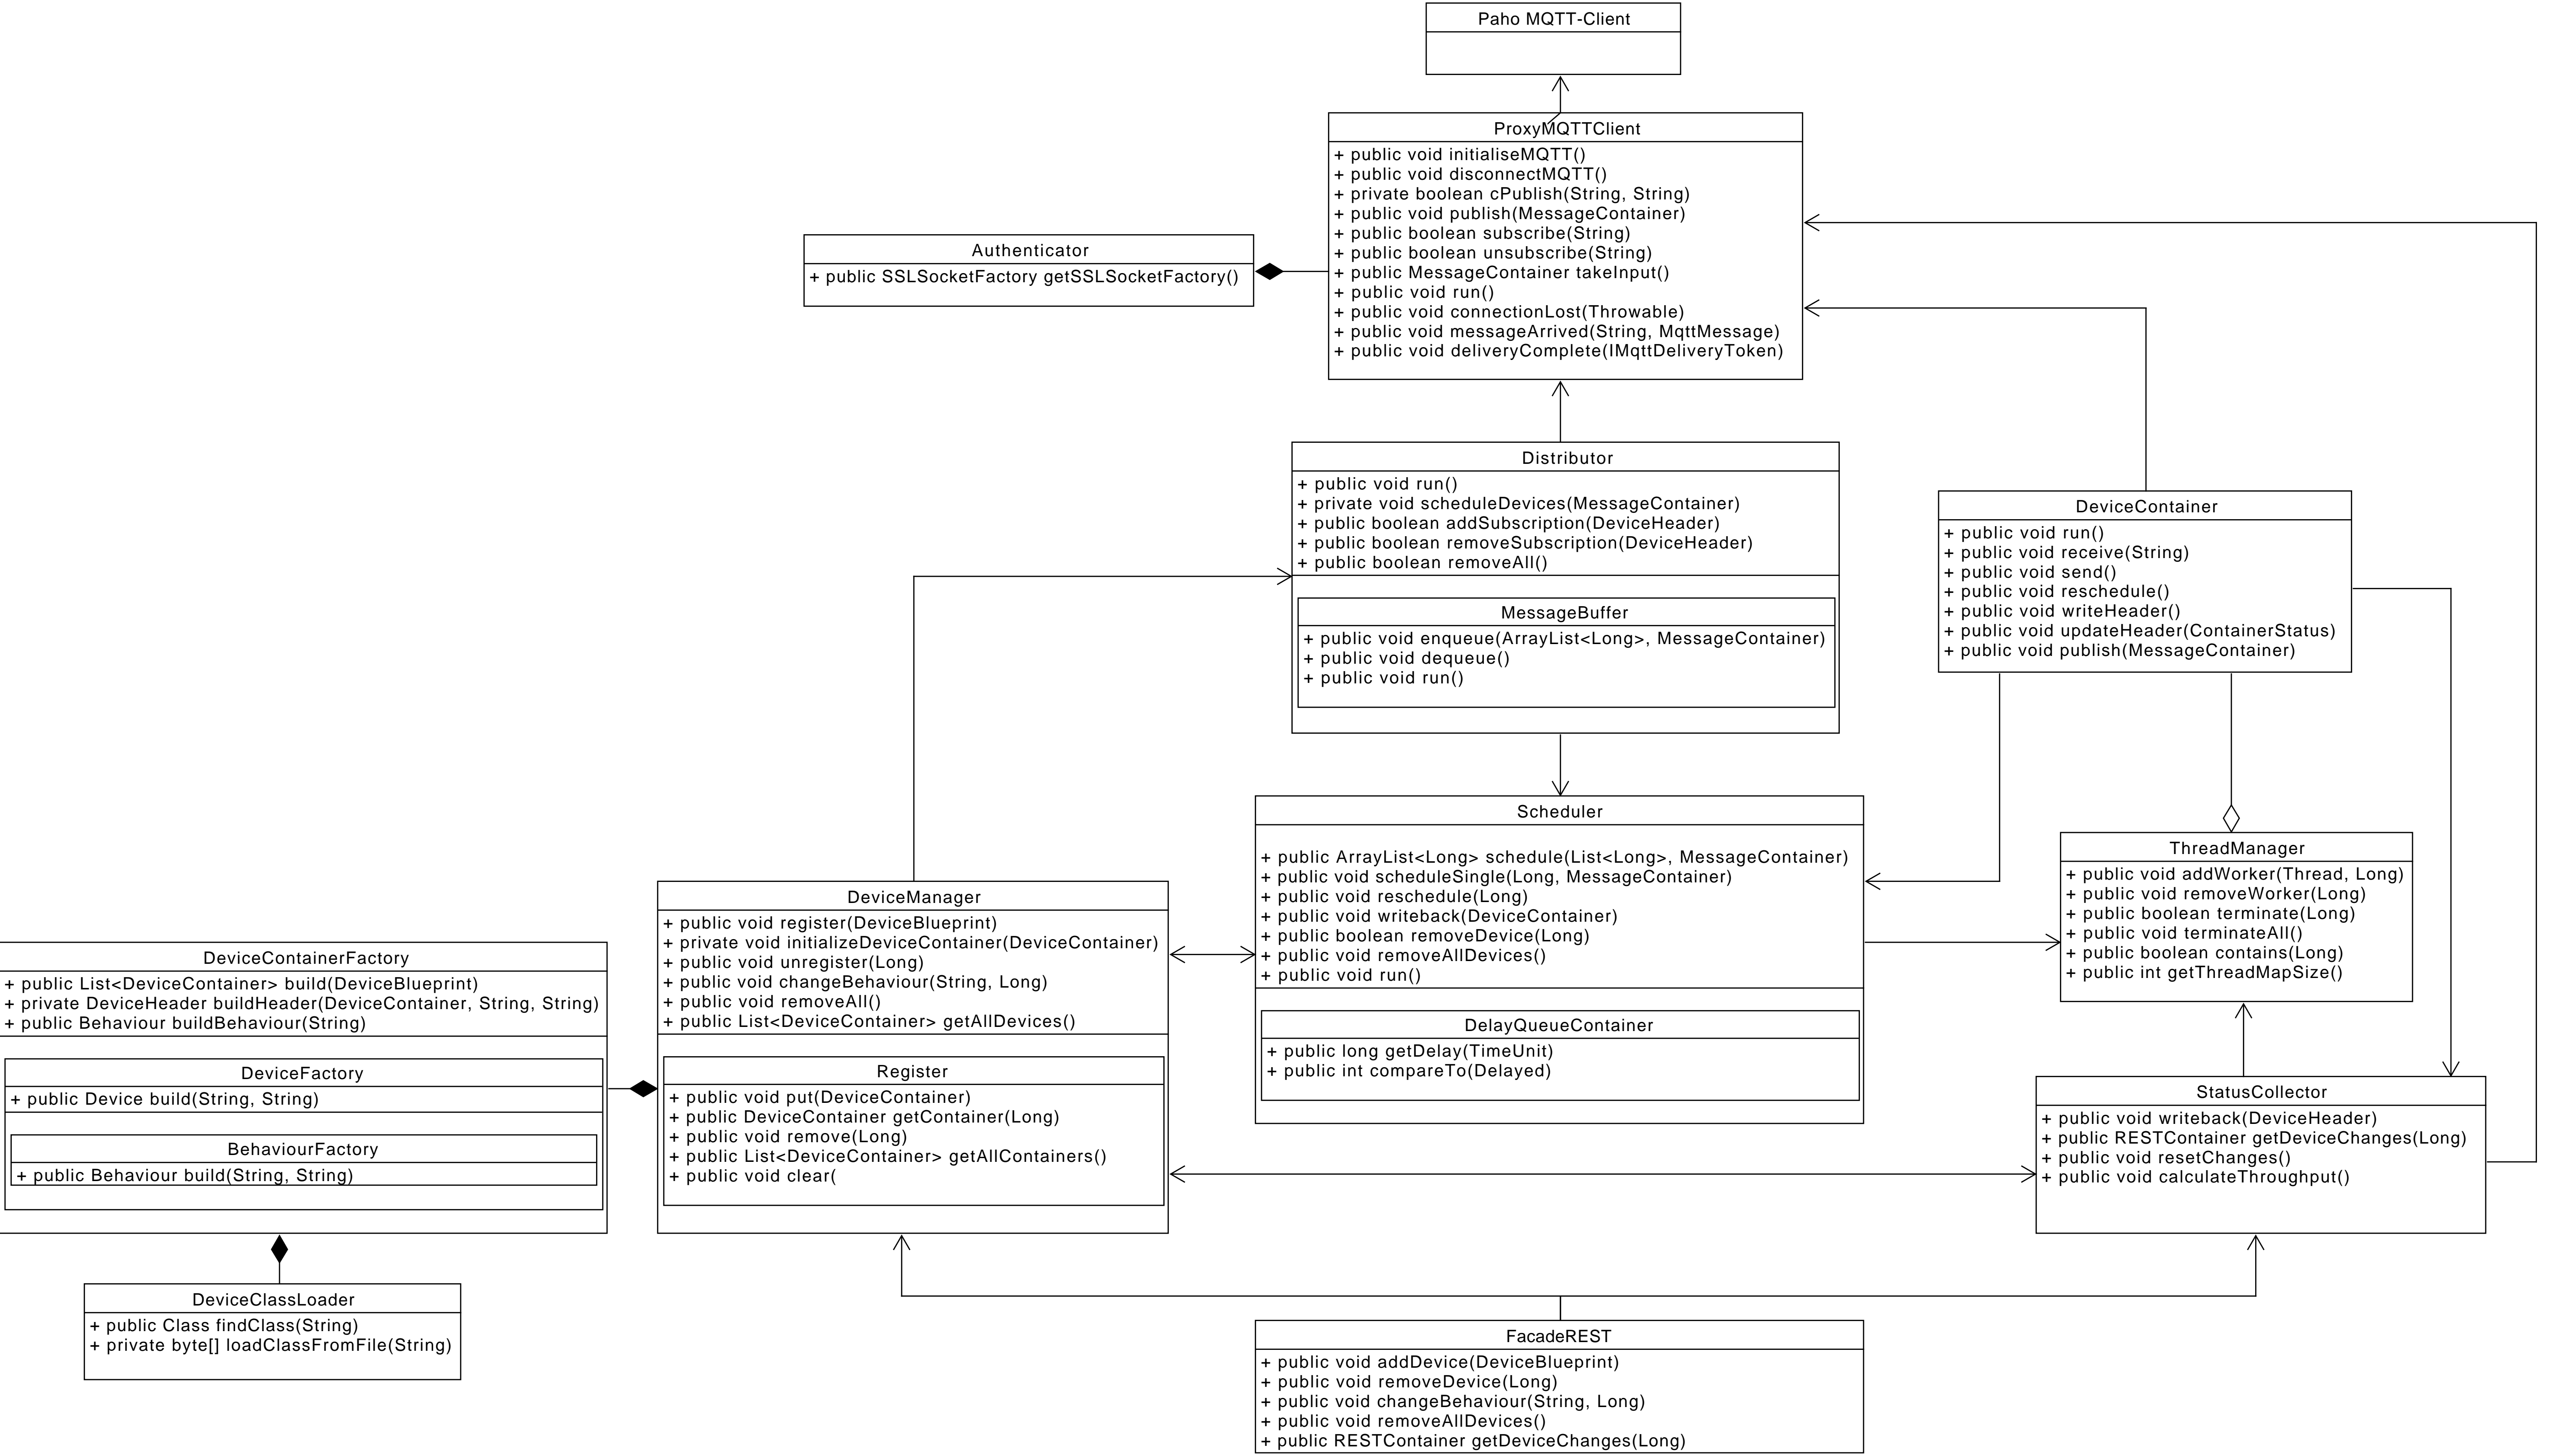 Paho MQTT-Client
ProxyMQTTClient
+ public void initialiseMQTT()
+ public void disconnectMQTT()
+ private boolean cPublish(String, String)
+ public void publish(MessageContainer)
+ public boolean subscribe(String)
+ public boolean unsubscribe(String)
+ public MessageContainer takeInput()
+ public void run()
+ public void connectionLost(Throwable)
+ public void messageArrived(String, MqttMessage)
+ public void deliveryComplete(IMqttDeliveryToken)
Authenticator
+ public SSLSocketFactory getSSLSocketFactory()
Distributor
+ public void run()
+ private void scheduleDevices(MessageContainer)
+ public boolean addSubscription(DeviceHeader)
+ public boolean removeSubscription(DeviceHeader)
+ public boolean removeAll()
MessageBuffer
+ public void enqueue(ArrayList<Long>, MessageContainer)
+ public void dequeue()
+ public void run()
DeviceContainer
+ public void run()
+ public void receive(String)
+ public void send()
+ public void reschedule()
+ public void writeHeader()
+ public void updateHeader(ContainerStatus)
+ public void publish(MessageContainer)
Scheduler
+ public ArrayList<Long> schedule(List<Long>, MessageContainer)
+ public void scheduleSingle(Long, MessageContainer)
+ public void reschedule(Long)
+ public void writeback(DeviceContainer)
+ public boolean removeDevice(Long)
+ public void removeAllDevices()
+ public void run()
DelayQueueContainer
+ public long getDelay(TimeUnit)
+ public int compareTo(Delayed)
ThreadManager
+ public void addWorker(Thread, Long)
+ public void removeWorker(Long)
+ public boolean terminate(Long)
+ public void terminateAll()
+ public boolean contains(Long)
+ public int getThreadMapSize()
DeviceManager
+ public void register(DeviceBlueprint)
+ private void initializeDeviceContainer(DeviceContainer)
+ public void unregister(Long)
+ public void changeBehaviour(String, Long)
+ public void removeAll()
+ public List<DeviceContainer> getAllDevices()
Register
+ public void put(DeviceContainer)
+ public DeviceContainer getContainer(Long)
+ public void remove(Long)
+ public List<DeviceContainer> getAllContainers()
+ public void clear(
DeviceContainerFactory
+ public List<DeviceContainer> build(DeviceBlueprint)
+ private DeviceHeader buildHeader(DeviceContainer, String, String)
+ public Behaviour buildBehaviour(String)
DeviceFactory
+ public Device build(String, String)
BehaviourFactory
+ public Behaviour build(String, String)
StatusCollector
+ public void writeback(DeviceHeader)
+ public RESTContainer getDeviceChanges(Long)
+ public void resetChanges()
+ public void calculateThroughput()
DeviceClassLoader
+ public Class findClass(String)
+ private byte[] loadClassFromFile(String)
FacadeREST
+ public void addDevice(DeviceBlueprint)
+ public void removeDevice(Long)
+ public void changeBehaviour(String, Long)
+ public void removeAllDevices()
+ public RESTContainer getDeviceChanges(Long)